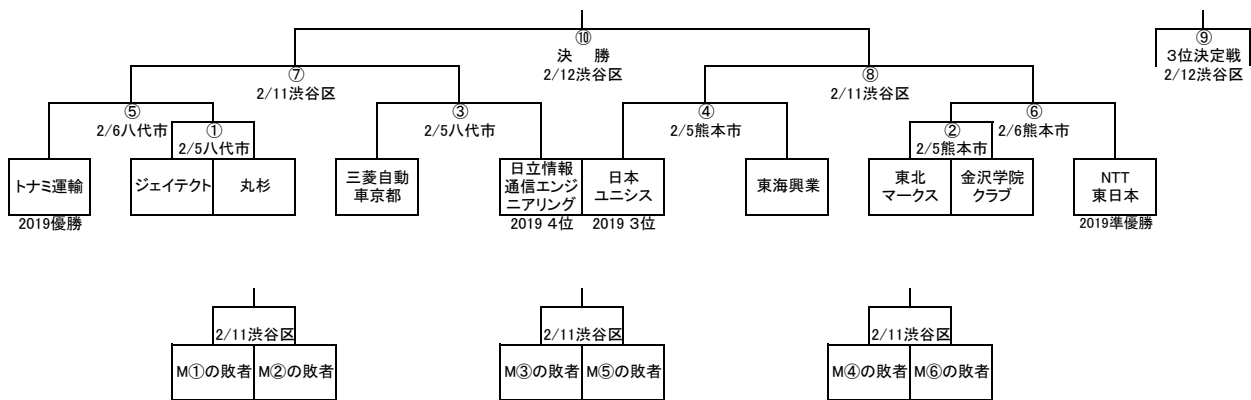 ⑩
決　勝
2/12渋谷区
⑨
3位決定戦
2/12渋谷区
⑦
2/11渋谷区
⑧
2/11渋谷区
⑤
2/6八代市
①
2/5八代市
③
2/5八代市
④
2/5熊本市
②
2/5熊本市
⑥
2/6熊本市
トナミ運輸
2019優勝
ジェイテクト
丸杉
三菱自動
車京都
日立情報
通信エンジ
ニアリング
2019 4位
日本
ユニシス
2019 3位
東海興業
東北
マークス
金沢学院
クラブ
NTT
東日本
2019準優勝
2/11渋谷区
M①の敗者
M②の敗者
2/11渋谷区
M③の敗者
M⑤の敗者
2/11渋谷区
M④の敗者
M⑥の敗者